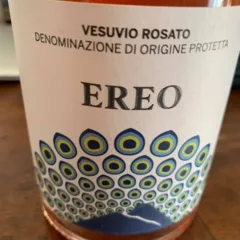 VESUVIO ROSATO
DENOMINAZIONE DI ORIGINE PROTETTA
EREO